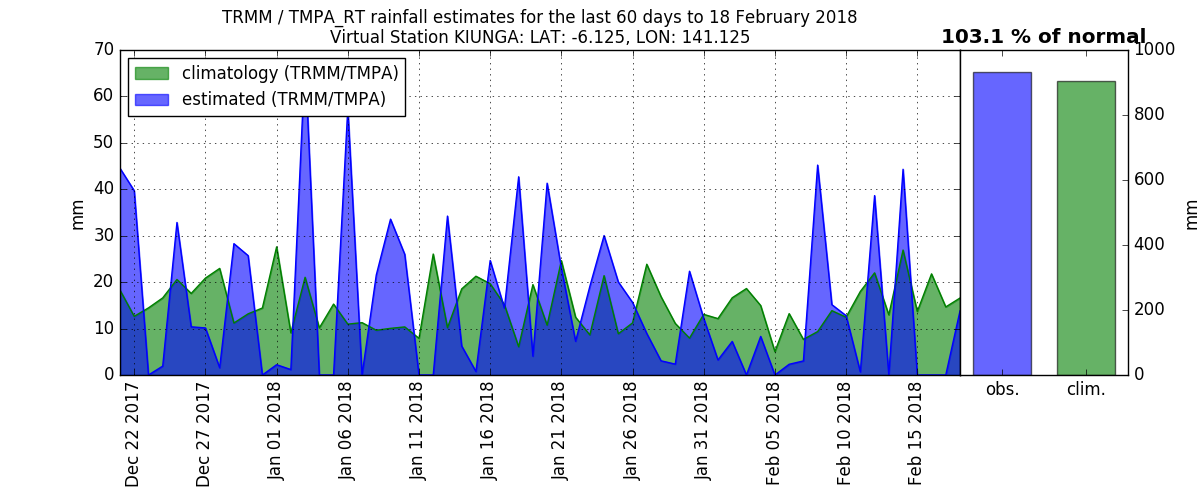 TRMM / TMPA_RT rainfall estimates for the last 60 days to 18 February 2018
Virtual Station KIUNGA: LAT: -6.125, LON: 141.125
103.1 % of normal
climatology (TRMM/TMPA)
estimated (TRMM/TMPA)
70
60
50
40
30
20
10
0
mm
Dec 22 2017
Dec 27 2017
Jan 01 2018
Jan 06 2018
Jan 11 2018
Jan 16 2018
Jan 21 2018
Jan 26 2018
Jan 31 2018
Feb 05 2018
Feb 10 2018
Feb 15 2018
obs.
clim.
1000
800
600
400
200
0
mm